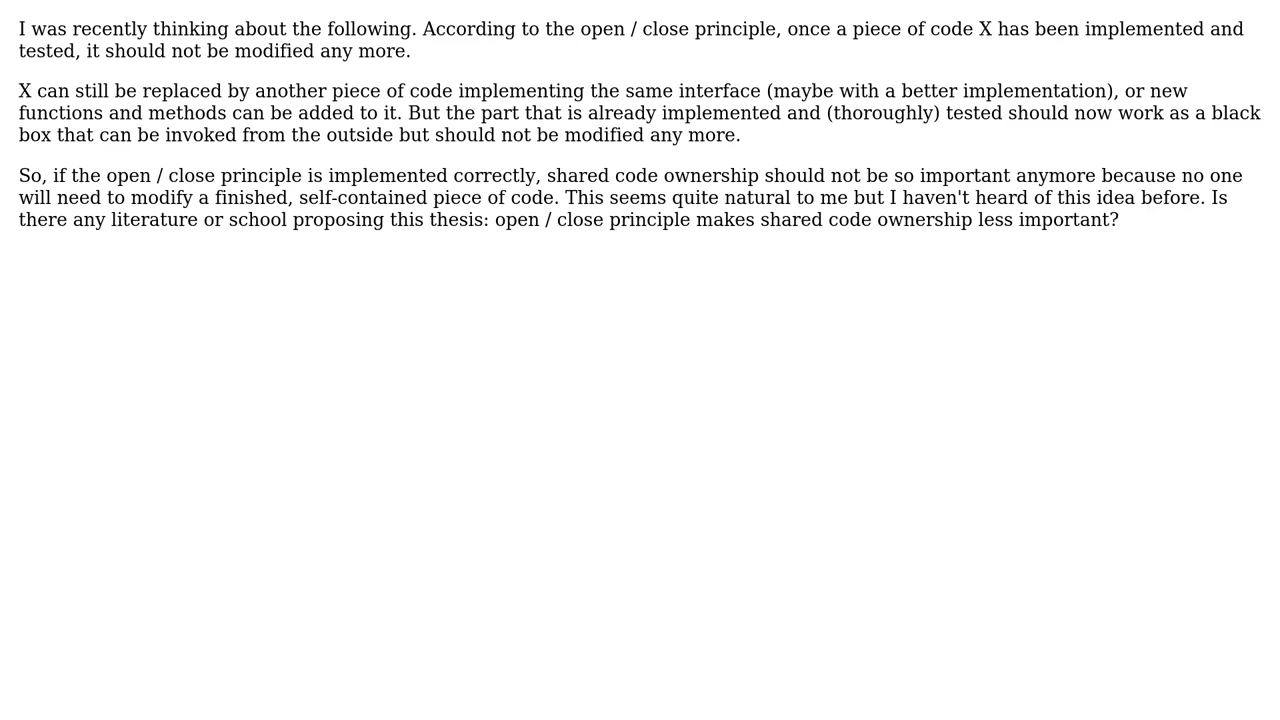 I was recently thinking about the following. According to the open / close principle, once a piece of code X has been implemented and
tested, it should not be modified any more.
X can still be replaced by another piece of code implementing the same interface (maybe with a better implementation), or new
functions and methods can be added to it. But the part that is already implemented and (thoroughly) tested should now work as a black
box that can be invoked from the outside but should not be modified any more.
So, if the open / close principle is implemented correctly, shared code ownership should not be so important anymore because no one
will need to modify a finished, self-contained piece of code. This seems quite natural to me but I haven't heard of this idea before. Is
there any literature or school proposing this thesis: open / close principle makes shared code ownership less important?